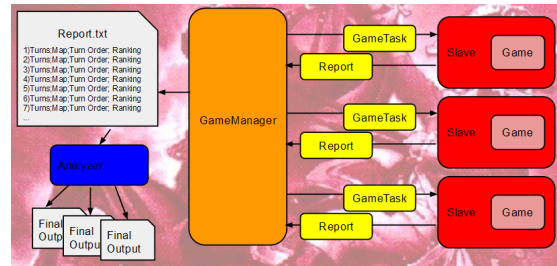 Report.txt
1)Turns;Map;Turn Order; Ranking
2)Turns;Map;Turn Order; Ranking
3)Turns;Map;Turn Order; Ranking
4)Turns;Map;Turn Order; Ranking
5)Turns;Map;Turn Order; Ranking
6)Turns;Map;Turn Order; Ranking
7)Turns;Map;Turn Order; Ranking
...
Analyzer
Final
Outp
Final
Output
Final
Output
GameManager
GameTask
Report
Slave
Game
GameTask
Report
Slave
Game
GameTask
Report
Slave
Game